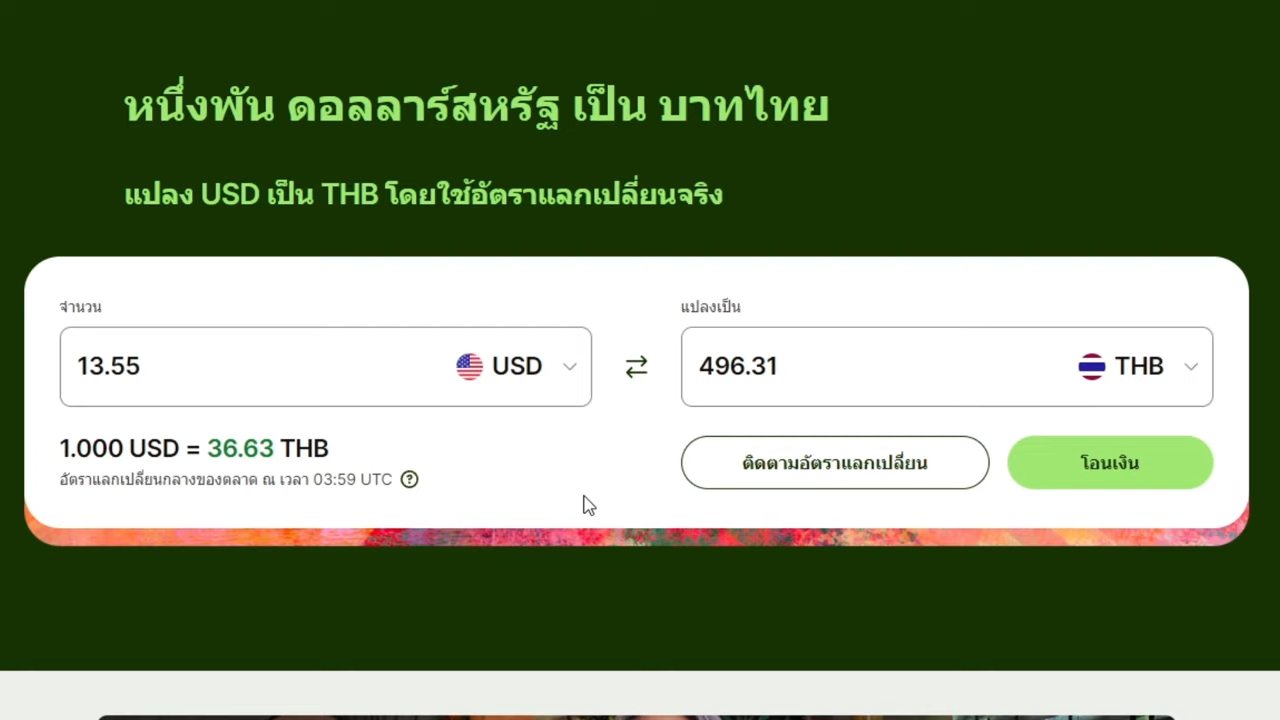 หนึ่งพัน ดอลลาร์สหรัฐ เป็น บาทไทย
แปลง USD เป็น THB โดยใช้อัตราแลกเปลี่ยนจริง
จำนวน
13.55 USD
แปลงเป็น
496.31 THB
1.000 USD = 36.63 THB
อัตราแลกเปลี่ยนกลางของตลาด ณ เวลา 03:59 UTC ?
ติดตามอัตราแลกเปลี่ยน
โอนเงิน